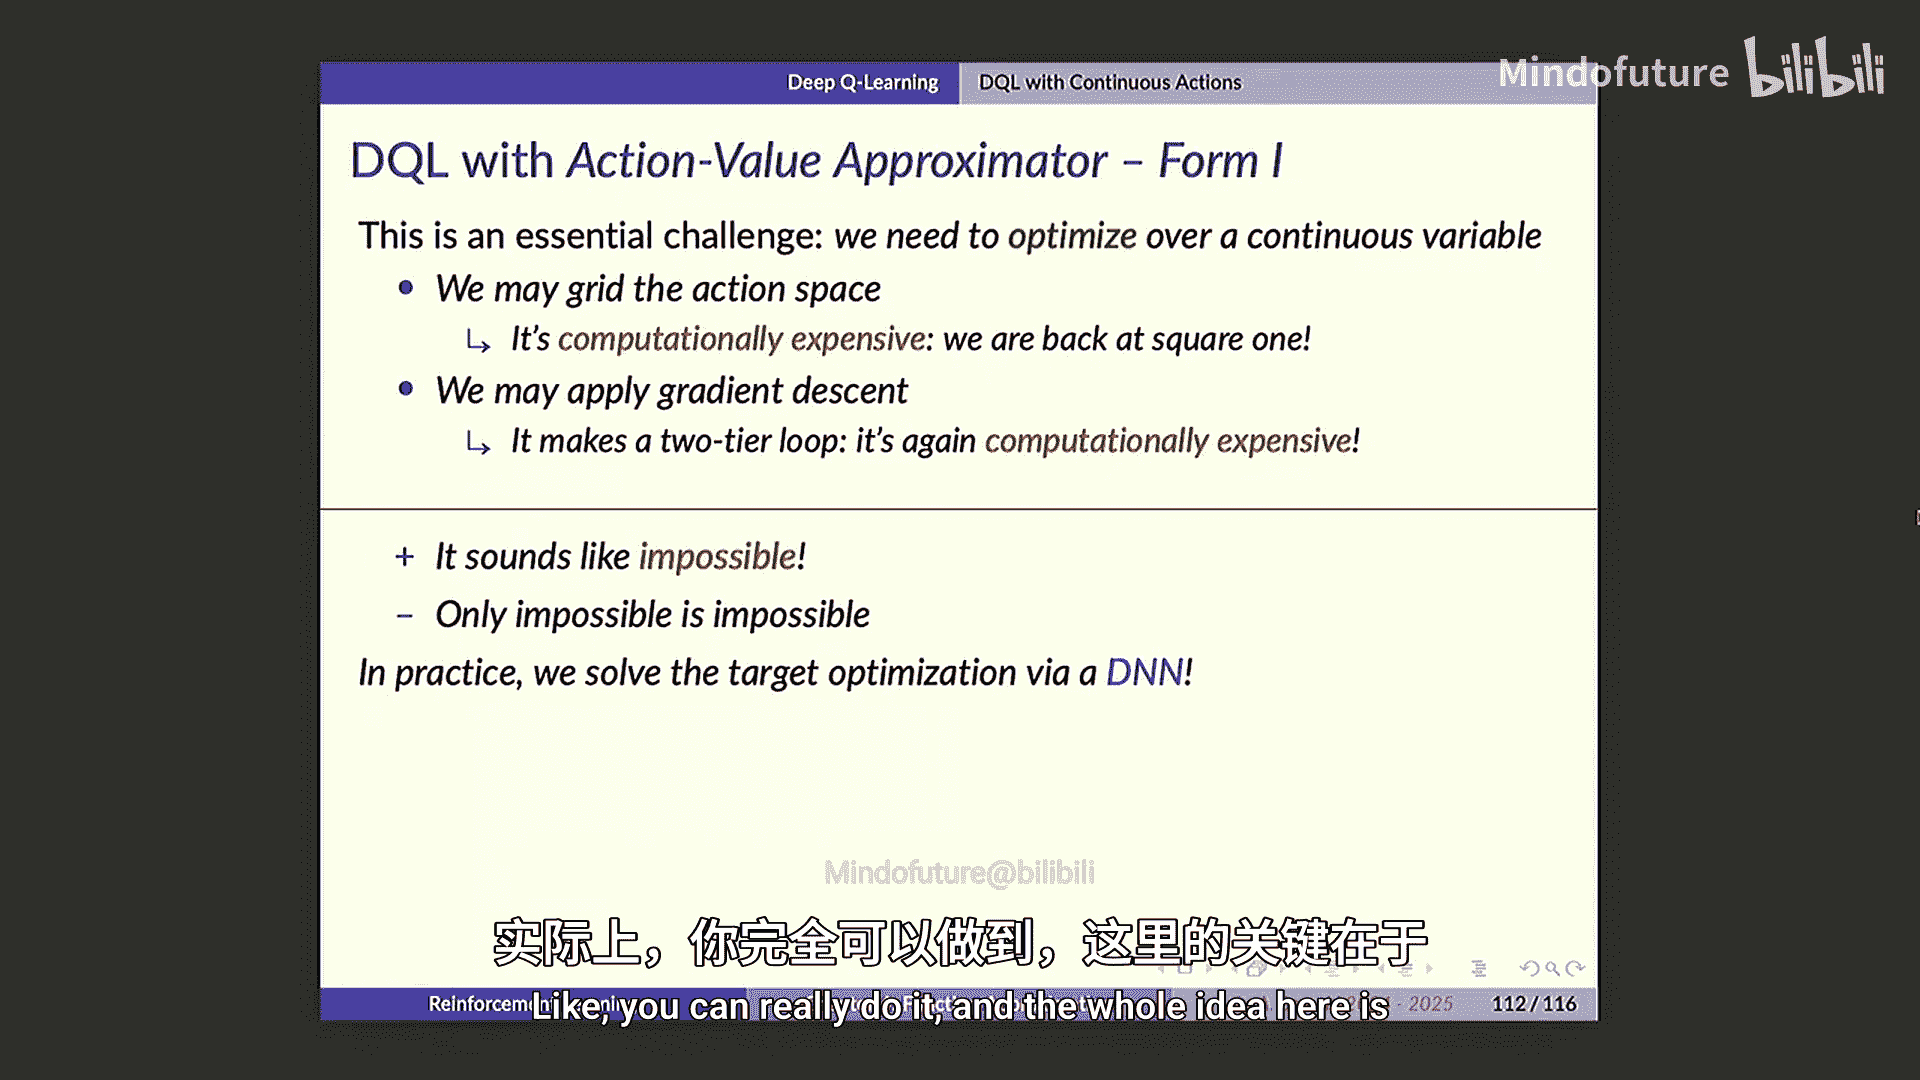 Mindofuture bilibili
Deep Q-Learning DQL with Continuous Actions
DQL with Action-Value Approximator – Form I
This is an essential challenge: we need to optimize over a continuous variable
• We may grid the action space
↳ It's computationally expensive: we are back at square one!
• We may apply gradient descent
↳ It makes a two-tier loop: it's again computationally expensive!
+ It sounds like impossible!
– Only impossible is impossible
In practice, we solve the target optimization via a DNN!
Mindofuture@bilibili
实际上，你完全可以做到，这里的关键在于
Like, you can really do it, and the whole idea here is
2025 112 / 116